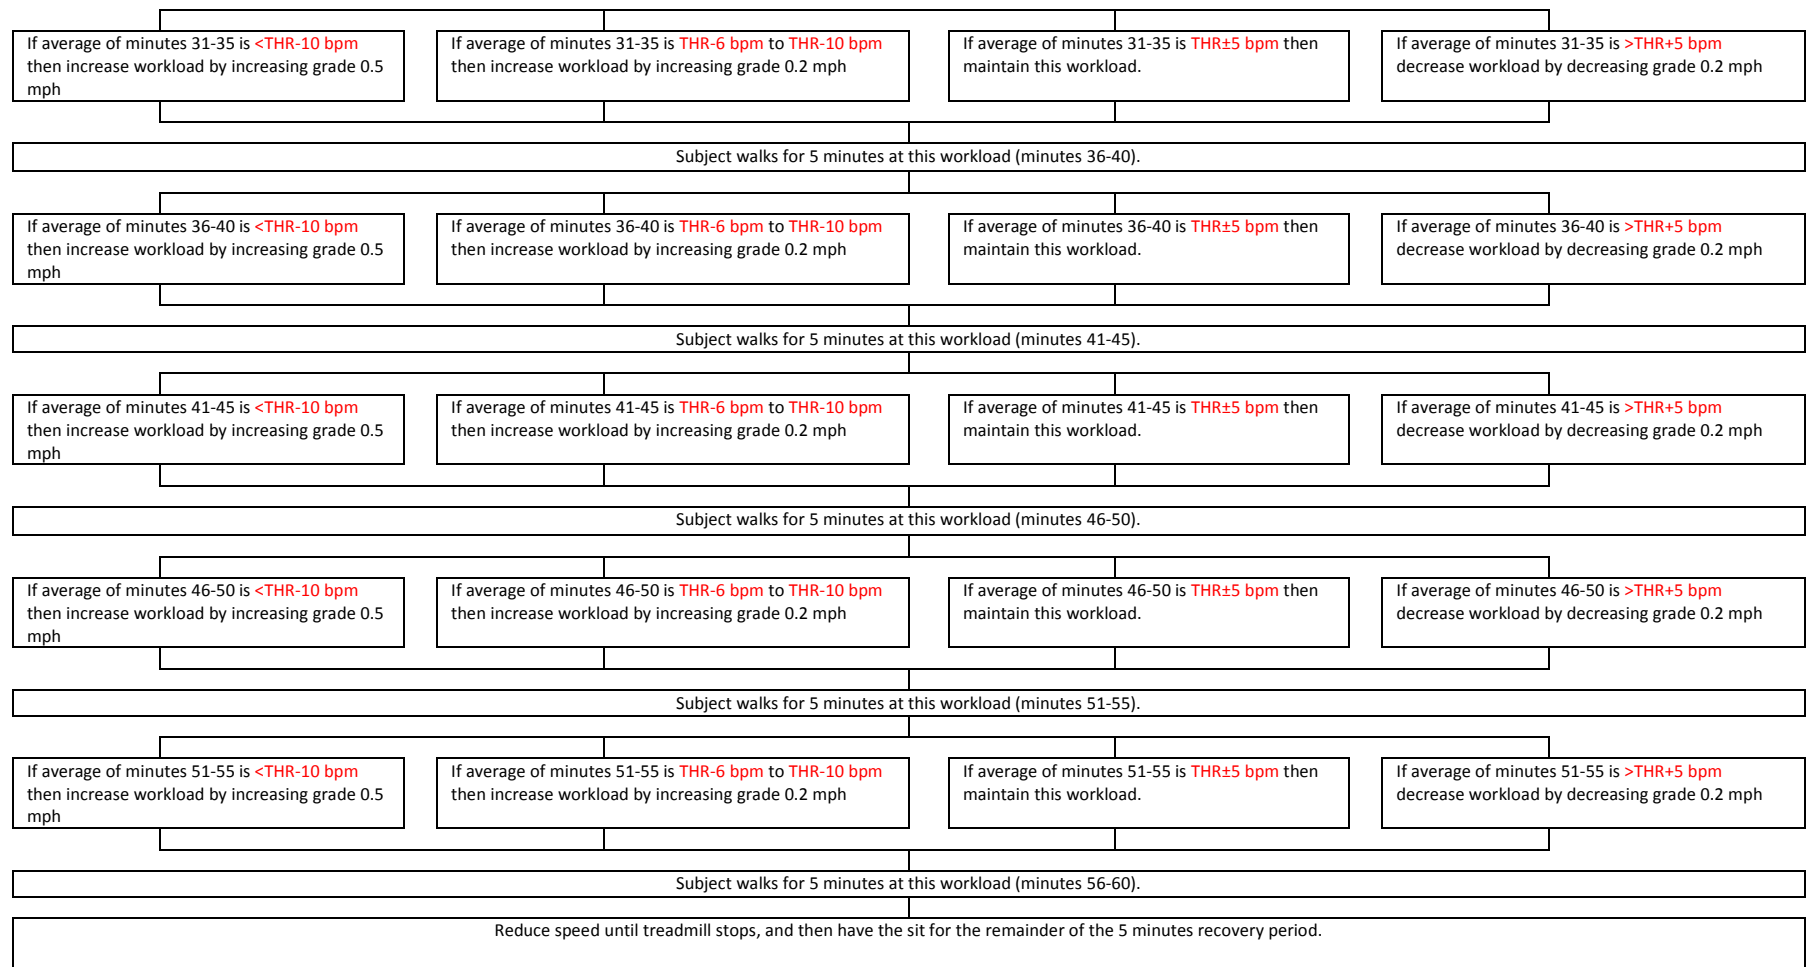 If average of minutes 31-35 is <THR-10 bpm
then increase workload by increasing grade 0.5
mph
If average of minutes 31-35 is THR-6 bpm to THR-10 bpm
then increase workload by increasing grade 0.2 mph
If average of minutes 31-35 is THR±5 bpm then
maintain this workload.
If average of minutes 31-35 is >THR+5 bpm
decrease workload by decreasing grade 0.2 mph
Subject walks for 5 minutes at this workload (minutes 36-40).
If average of minutes 36-40 is <THR-10 bpm
then increase workload by increasing grade 0.5
mph
If average of minutes 36-40 is THR-6 bpm to THR-10 bpm
then increase workload by increasing grade 0.2 mph
If average of minutes 36-40 is THR±5 bpm then
maintain this workload.
If average of minutes 36-40 is >THR+5 bpm
decrease workload by decreasing grade 0.2 mph
Subject walks for 5 minutes at this workload (minutes 41-45).
If average of minutes 41-45 is <THR-10 bpm
then increase workload by increasing grade 0.5
mph
If average of minutes 41-45 is THR-6 bpm to THR-10 bpm
then increase workload by increasing grade 0.2 mph
If average of minutes 41-45 is THR±5 bpm then
maintain this workload.
If average of minutes 41-45 is >THR+5 bpm
decrease workload by decreasing grade 0.2 mph
Subject walks for 5 minutes at this workload (minutes 46-50).
If average of minutes 46-50 is <THR-10 bpm
then increase workload by increasing grade 0.5
mph
If average of minutes 46-50 is THR-6 bpm to THR-10 bpm
then increase workload by increasing grade 0.2 mph
If average of minutes 46-50 is THR±5 bpm then
maintain this workload.
If average of minutes 46-50 is >THR+5 bpm
decrease workload by decreasing grade 0.2 mph
Subject walks for 5 minutes at this workload (minutes 51-55).
If average of minutes 51-55 is <THR-10 bpm
then increase workload by increasing grade 0.5
mph
If average of minutes 51-55 is THR-6 bpm to THR-10 bpm
then increase workload by increasing grade 0.2 mph
If average of minutes 51-55 is THR±5 bpm then
maintain this workload.
If average of minutes 51-55 is >THR+5 bpm
decrease workload by decreasing grade 0.2 mph
Subject walks for 5 minutes at this workload (minutes 56-60).
Reduce speed until treadmill stops, and then have the sit for the remainder of the 5 minutes recovery period.